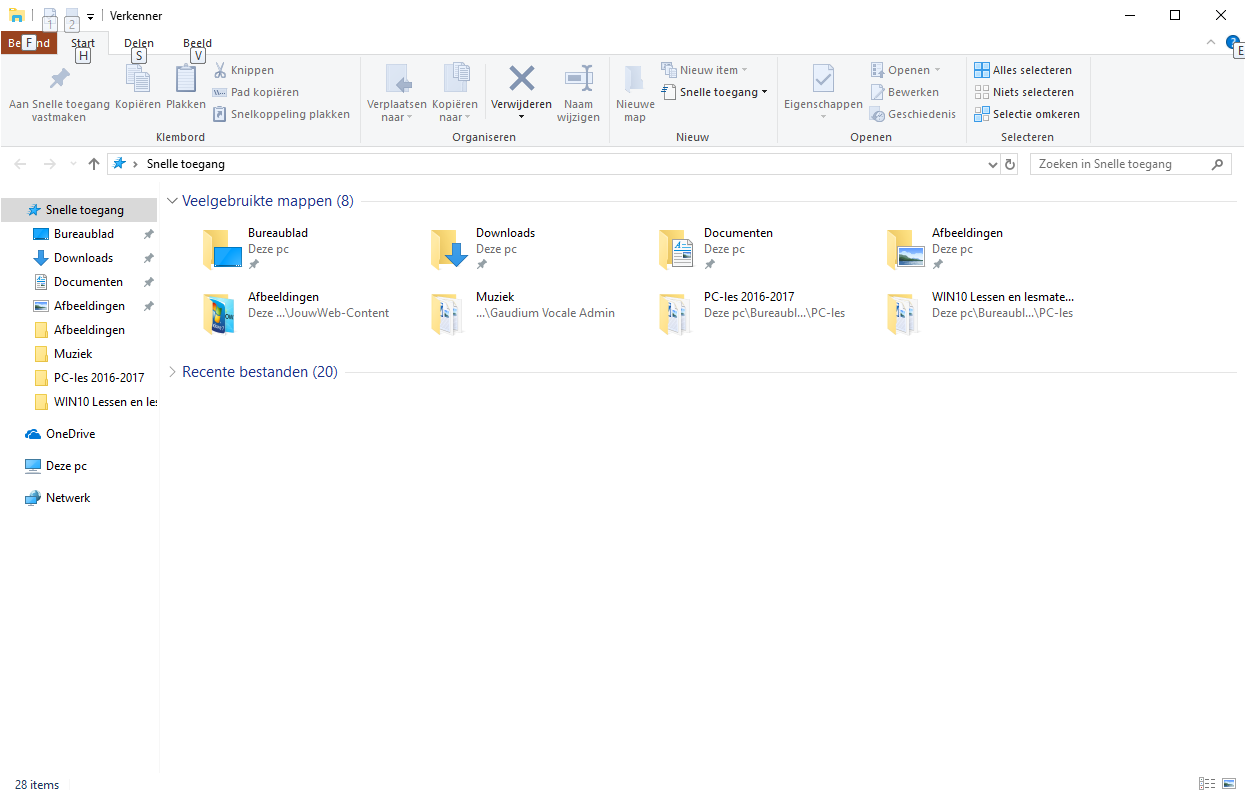 Verkenner
1 2
Bestand Start Delen Beeld
F H S V E
Aan Snelle toegang vastmaken
Kopiëren
Plakken
Knippen
Pad kopiëren
Snelkoppeling plakken
Klembord
Verplaatsen naar
Kopiëren naar
Verwijderen
Naam wijzigen
Organiseren
Nieuwe map
Nieuw item
Snelle toegang
Nieuw
Eigenschappen
Openen
Bewerken
Geschiedenis
Openen
Alles selecteren
Niets selecteren
Selectie omkeren
Selecteren
Snelle toegang
Zoeken in Snelle toegang
Snelle toegang
Bureaublad
Downloads
Documenten
Afbeeldingen
Afbeeldingen
Muziek
PC-les 2016-2017
WIN10 Lessen en les
OneDrive
Deze pc
Netwerk
Veelgebruikte mappen (8)
Bureaublad
Deze pc
Downloads
Deze pc
Documenten
Deze pc
Afbeeldingen
Deze pc
Afbeeldingen
Deze ...\JouwWeb-Content
Muziek
...\Gaudium Vocale Admin
PC-les 2016-2017
Deze pc\Bureaubl...\PC-les
WIN10 Lessen en lesmate...
Deze pc\Bureaubl...\PC-les
Recente bestanden (20)
28 items